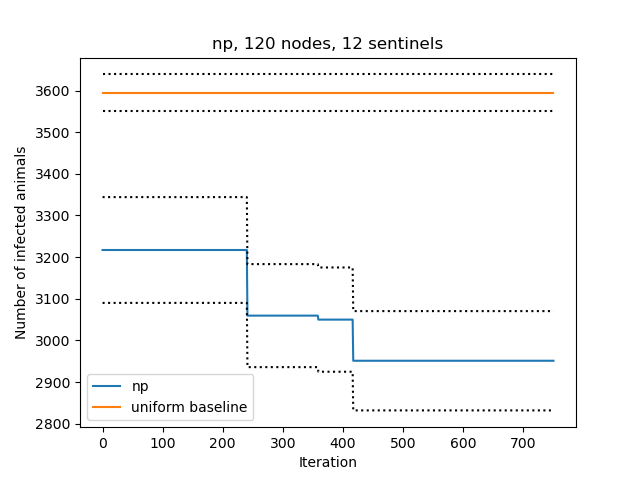 np, 120 nodes, 12 sentinels
Number of infected animals
3600
3500
3400
3300
3200
3100
3000
2900
2800
np
uniform baseline
0 100 200 300 400 500 600 700
Iteration